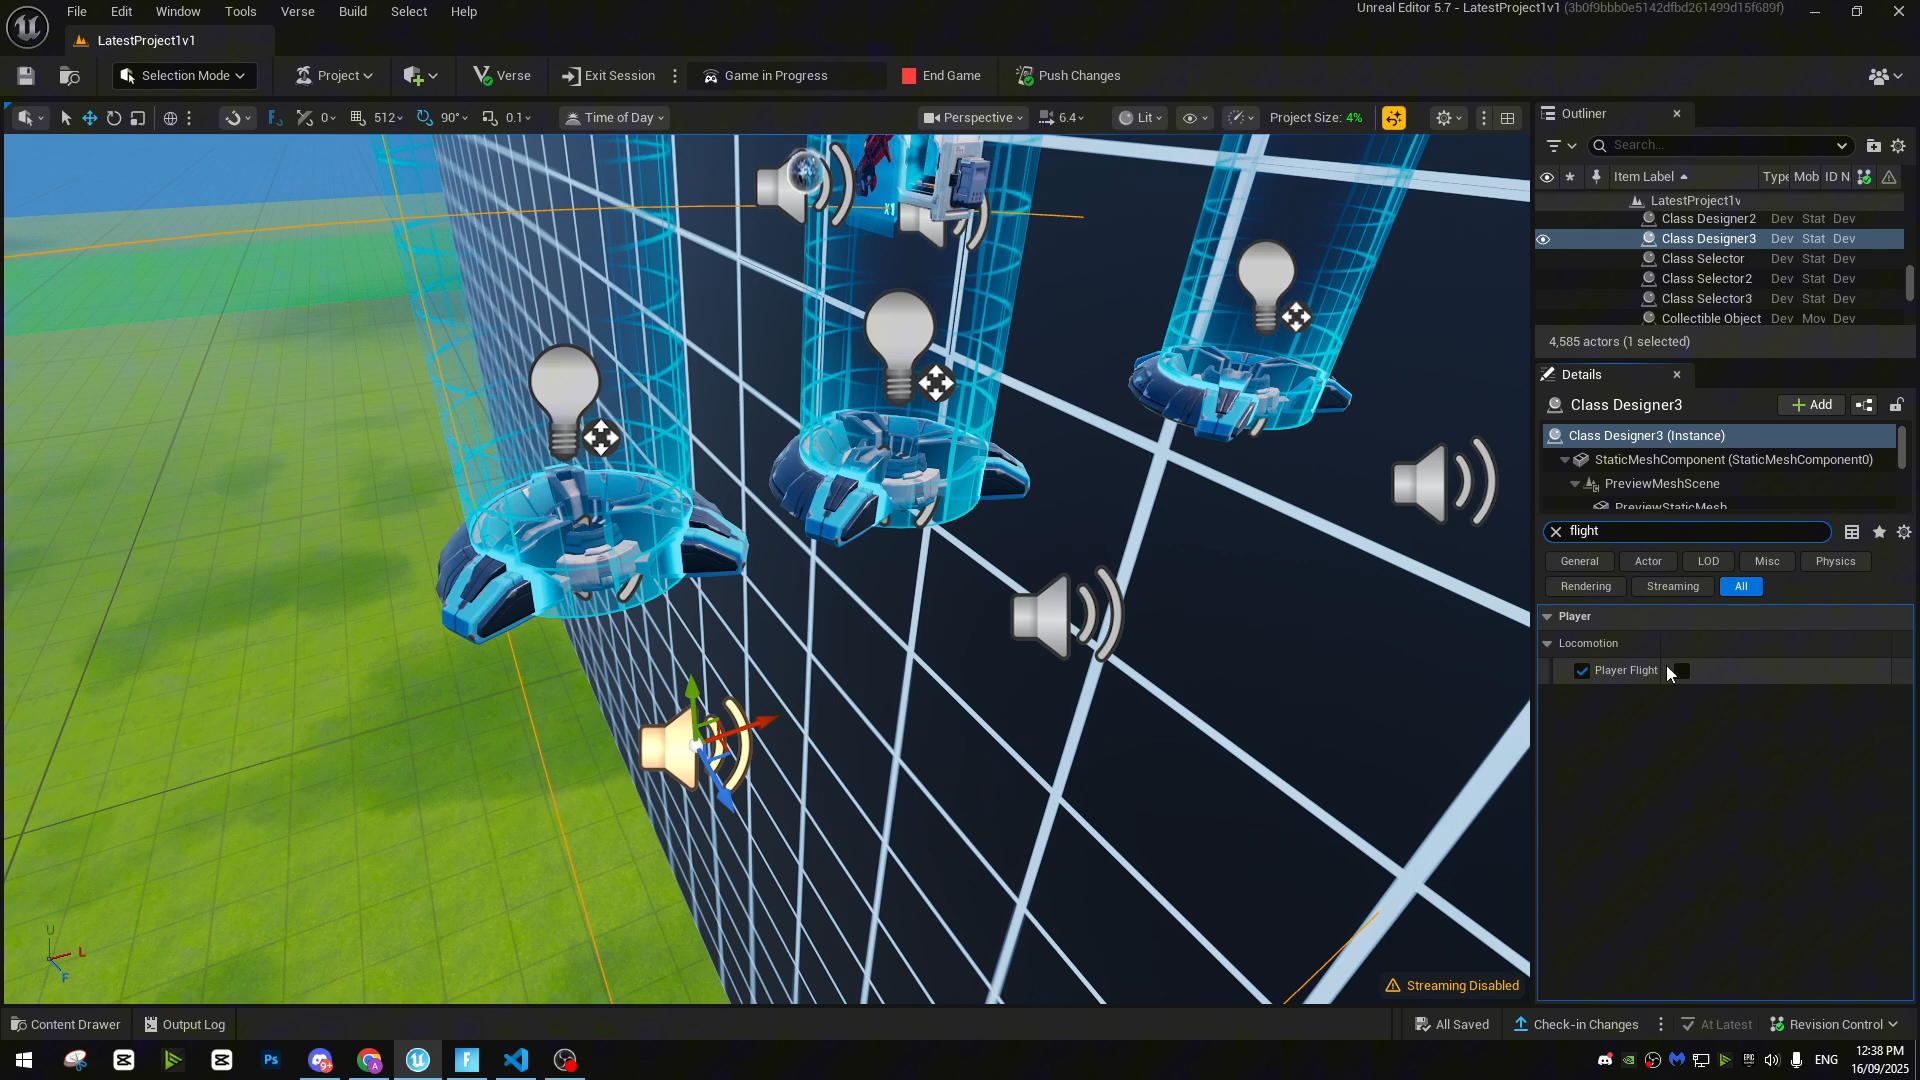 File Edit Window Tools Verse Build Select Help
Unreal Editor 5.7 - LatestProject1v1 (3b0f9bbb0e5142dfbd261499d15f689f)
LatestProject1v1
Selection Mode Project Verse Exit Session Game in Progress End Game Push Changes
0 512 90° 0.1 Time of Day Perspective 6.4 Lit Project Size: 4%
Outliner
Search...
Item Label Type Mob ID N
LatestProject1v
Class Designer2 Dev Stat Dev
Class Designer3 Dev Stat Dev
Class Selector Dev Stat Dev
Class Selector2 Dev Stat Dev
Class Selector3 Dev Stat Dev
Collectible Object Dev Mov Dev
4,585 actors (1 selected)
Details
Class Designer3 Add
Class Designer3 (Instance)
StaticMeshComponent (StaticMeshComponent0)
PreviewMeshScene
PreviewStaticMesh
flight
General Actor LOD Misc Physics
Rendering Streaming All
Player
Locomotion
Player Flight
X1
U
L
F
Streaming Disabled
Content Drawer Output Log All Saved Check-in Changes At Latest Revision Control
Ps 9+ A U F ENG 12:38 PM
16/09/2025